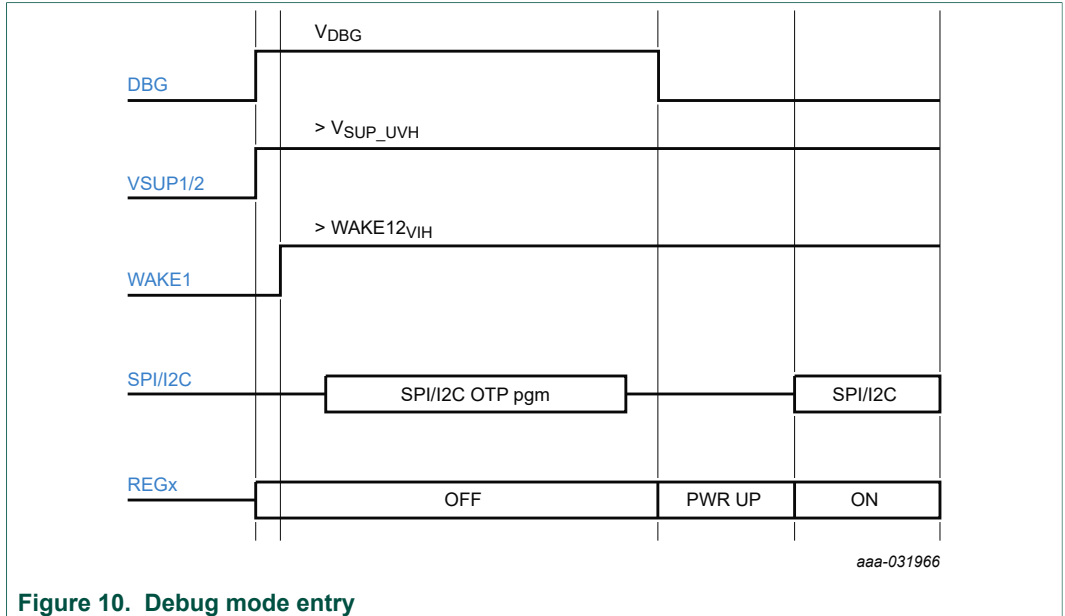 VDBG
DBG
> VSUP_UVH
VSUP1/2
> WAKE12VIH
WAKE1
SPI/I2C
SPI/I2C OTP pgm
SPI/I2C
REGx
OFF
PWR UP
ON
aaa-031966
Figure 10. Debug mode entry